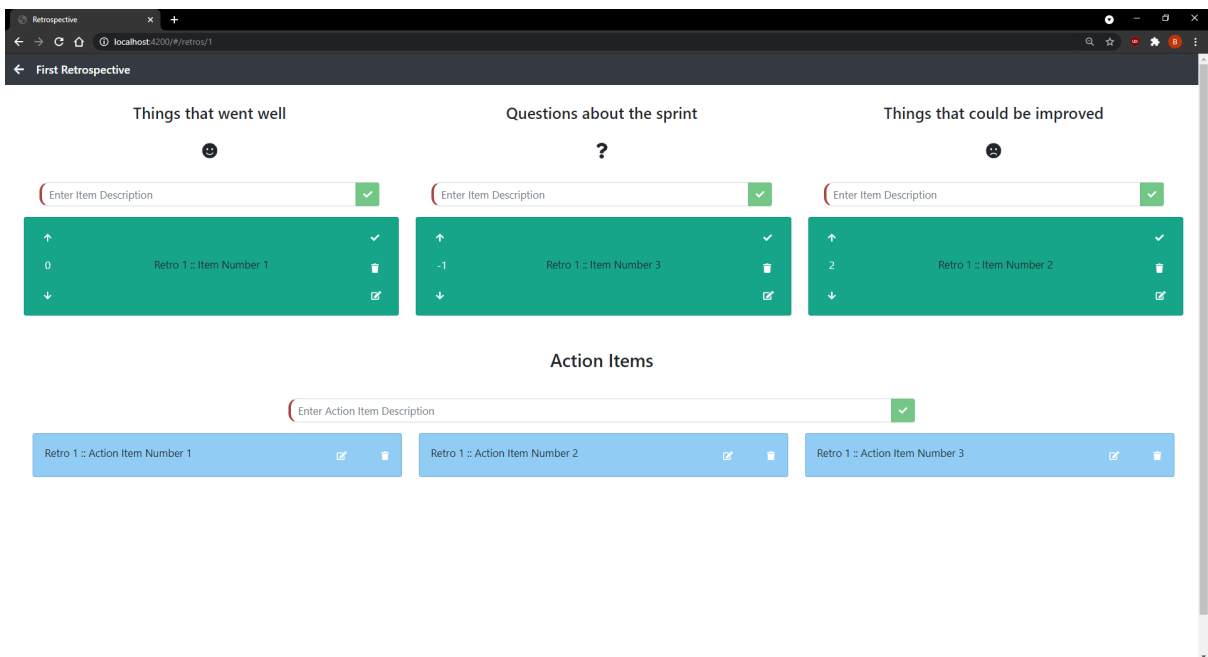 Retrospective
localhost:4200/#/retros/1
B
First Retrospective
Things that went well
Questions about the sprint
Things that could be improved
?
Enter Item Description
Enter Item Description
Enter Item Description
0
Retro 1 :: Item Number 1
-1
Retro 1 :: Item Number 3
2
Retro 1 :: Item Number 2
Action Items
Enter Action Item Description
Retro 1 :: Action Item Number 1
Retro 1 :: Action Item Number 2
Retro 1 :: Action Item Number 3